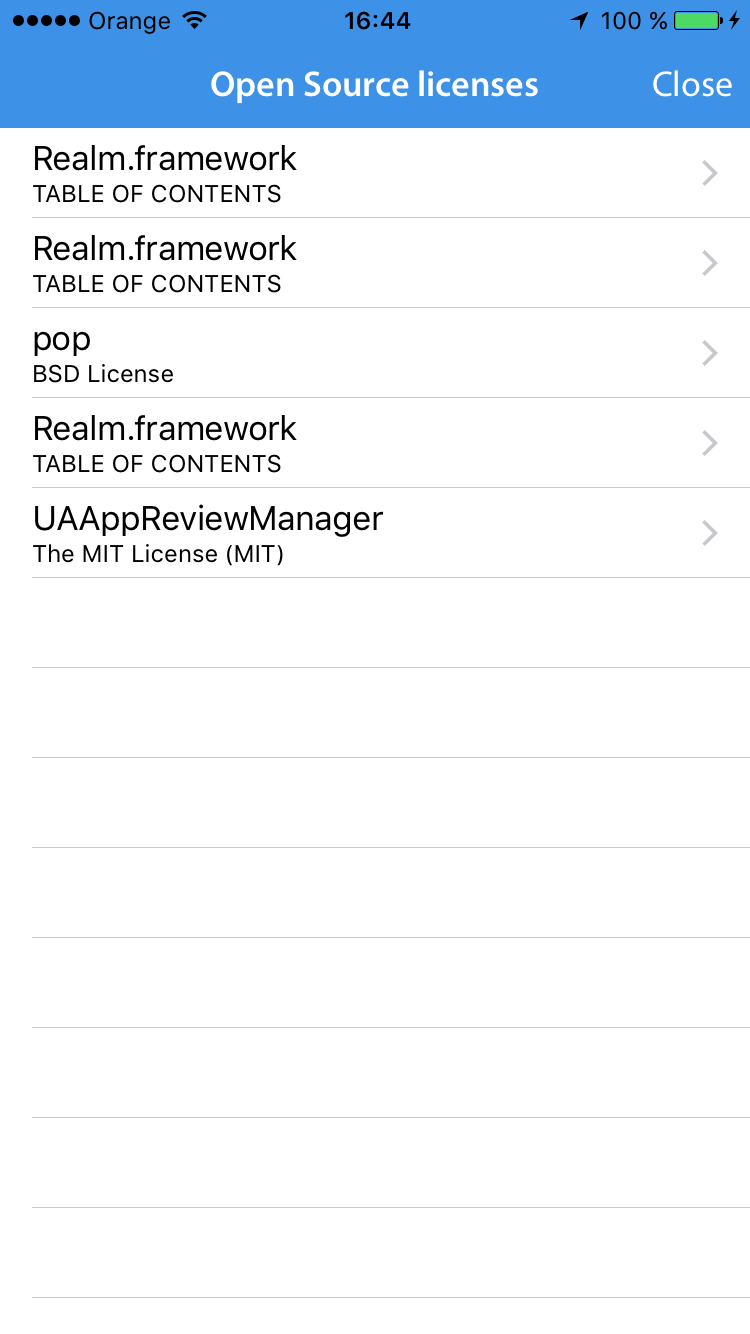 Orange 16:44 100 %
Open Source licenses Close
Realm.framework
TABLE OF CONTENTS
Realm.framework
TABLE OF CONTENTS
pop
BSD License
Realm.framework
TABLE OF CONTENTS
UAAppReviewManager
The MIT License (MIT)